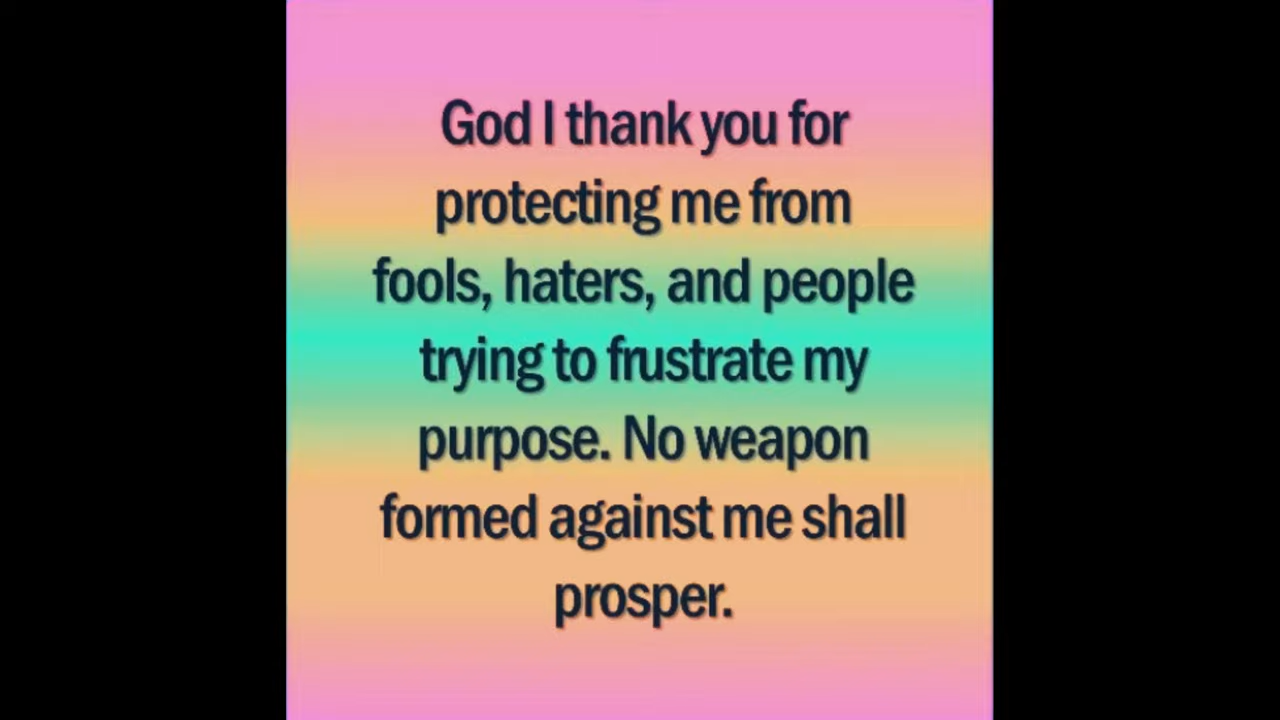 God I thank you for
protecting me from
fools, haters, and people
trying to frustrate my
purpose. No weapon
formed against me shall
prosper.